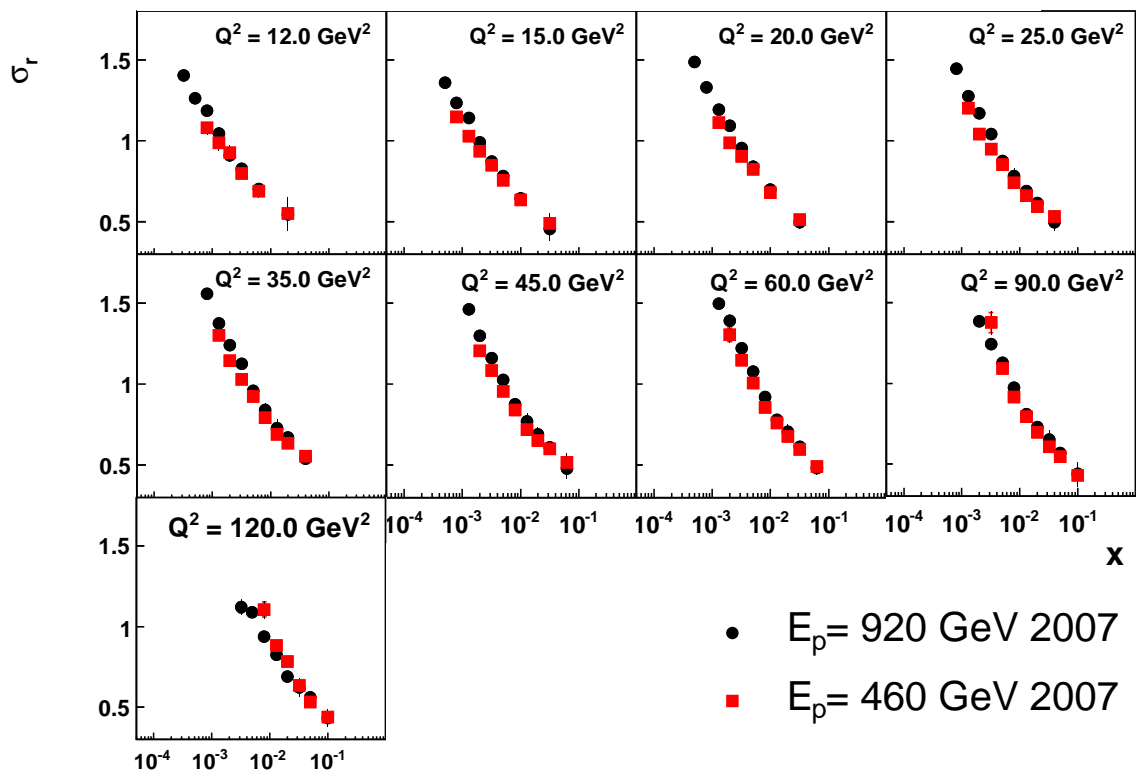 σr
Q² = 12.0 GeV²
Q² = 15.0 GeV²
Q² = 20.0 GeV²
Q² = 25.0 GeV²
1.5
1
0.5
Q² = 35.0 GeV²
Q² = 45.0 GeV²
Q² = 60.0 GeV²
Q² = 90.0 GeV²
1.5
1
0.5
10⁻⁴ 10⁻³ 10⁻² 10⁻¹
10⁻⁴ 10⁻³ 10⁻² 10⁻¹
10⁻⁴ 10⁻³ 10⁻² 10⁻¹
x
Q² = 120.0 GeV²
1.5
1
0.5
10⁻⁴ 10⁻³ 10⁻² 10⁻¹
Eₚ= 920 GeV 2007
Eₚ= 460 GeV 2007